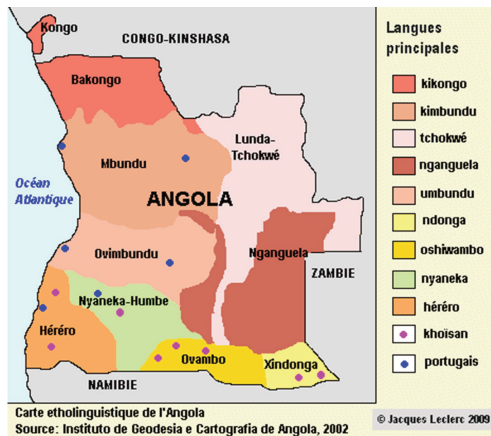 Kongo
CONGO-KINSHASA
Bakongo
Lunda-
Tchokwé
Mbundu
Océan
Atlantique
ANGOLA
Ovimbundu
Nganguela
ZAMBIE
Nyaneka-Humbe
Héréro
Ovambo
Xindonga
NAMIBIE
Langues
principales
kikongo
kimbundu
tchokwé
nganguela
umbundu
ndonga
oshiwambo
nyaneka
héréro
khoïsan
portugais
Carte etholinguistique de l'Angola
Source: Instituto de Geodesia e Cartografia de Angola, 2002
© Jacques Leclerc 2009